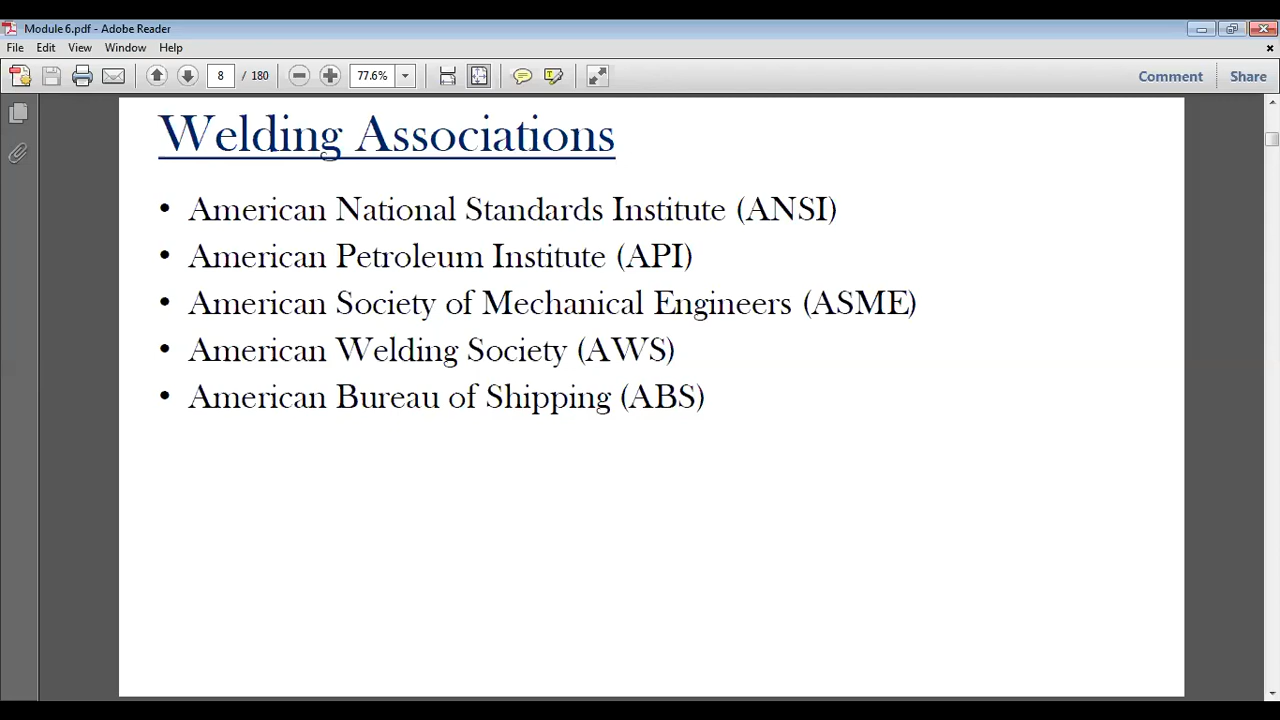 Module 6.pdf - Adobe Reader
File Edit View Window Help
8 / 180 77.6% Comment Share
Welding Associations
• American National Standards Institute (ANSI)
• American Petroleum Institute (API)
• American Society of Mechanical Engineers (ASME)
• American Welding Society (AWS)
• American Bureau of Shipping (ABS)